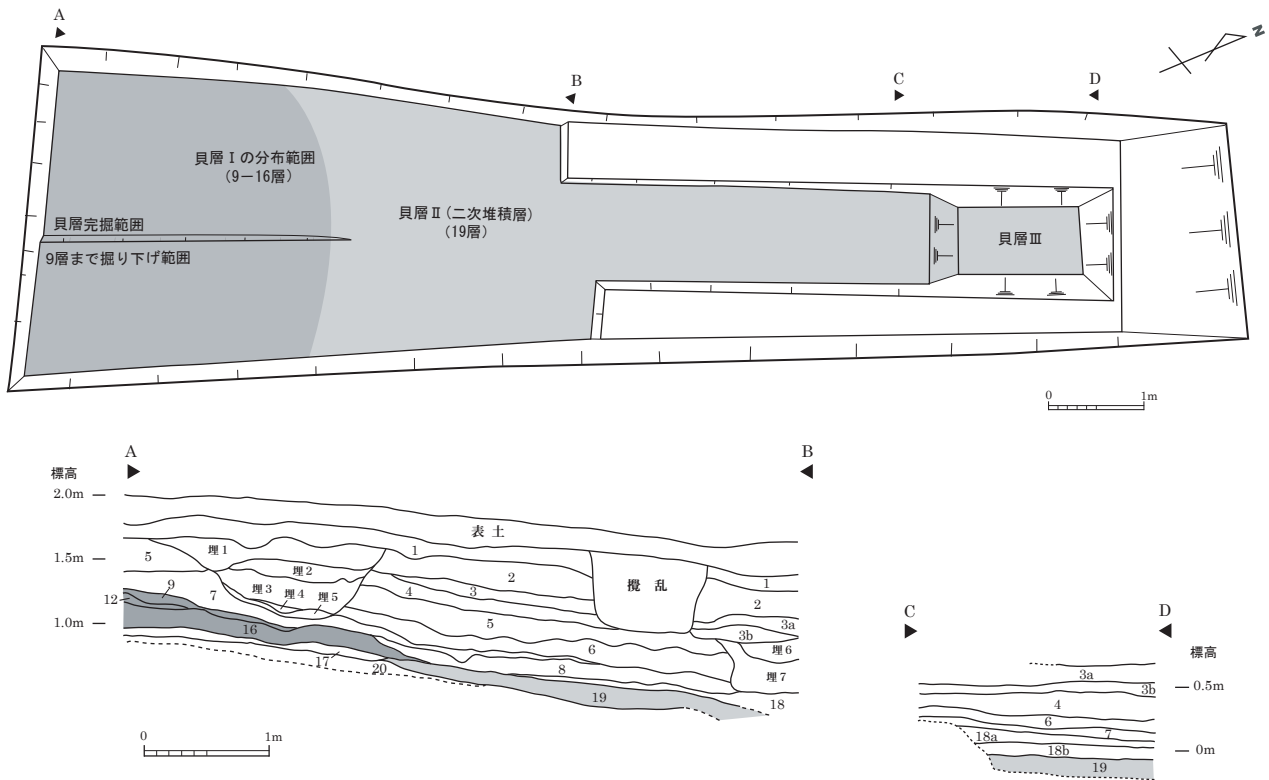 A
B
C
D
N
貝層Ⅰの分布範囲
(9－16層)
貝層完掘範囲
9層まで掘り下げ範囲
貝層Ⅱ(二次堆積層)
(19層)
貝層Ⅲ
0 1m
A
B
標高
2.0m
1.5m
1.0m
表土
1
埋1
5
埋2
2
攪乱
1
9
7
埋3
埋4
埋5
4
3
2
12
5
3a
3b
16
6
埋6
17
20
8
埋7
19
18
0 1m
C
D
標高
3a
3b
0.5m
4
6
7
18a
18b
0m
19